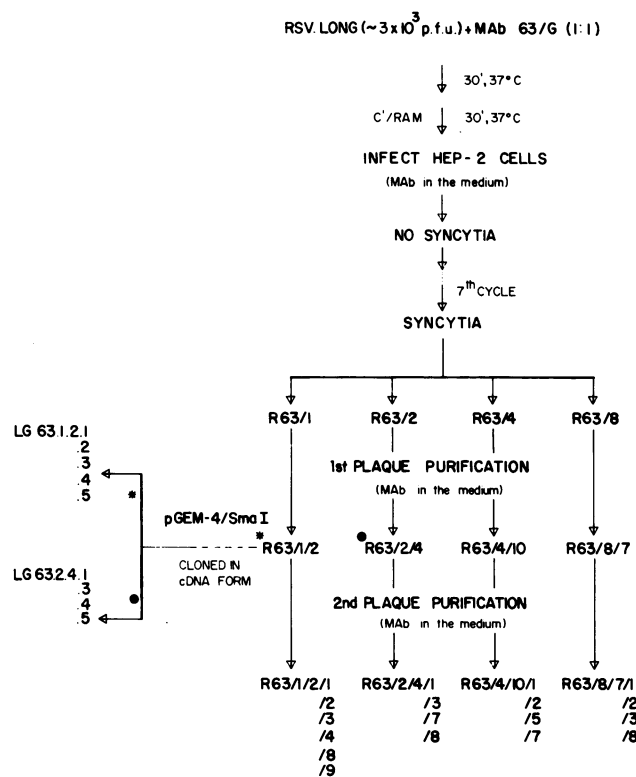 RSV.LONG (~3x10³ p.f.u.)+MAb 63/G (1:1)
30',37°C
C'/RAM 30',37°C
INFECT HEP-2 CELLS
(MAb in the medium)
NO SYNCYTIA
7th CYCLE
SYNCYTIA
R63/1 R63/2 R63/4 R63/8
LG 63.1.2.1
.2
.3
.4
.5 *
1st PLAQUE PURIFICATION
(MAb in the medium)
pGEM-4/SmaI
* R63/1/2 ● R63/2/4 R63/4/10 R63/8/7
CLONED IN
cDNA FORM
LG 63.2.4.1
.3
.4 ●
.5
2nd PLAQUE PURIFICATION
(MAb in the medium)
R63/1/2/1 R63/2/4/1 R63/4/10/1 R63/8/7/1
/2 /3 /2 /2
/3 /7 /5 /3
/4 /8 /7 /8
/8
/9